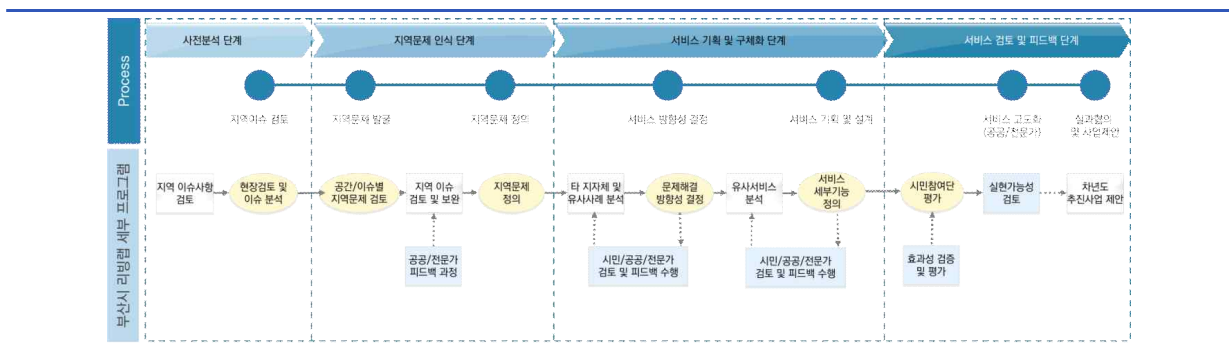 사전분석 단계
지역문제 인식 단계
서비스 기획 및 구체화 단계
서비스 검토 및 피드백 단계
Process
지역이슈 검토
지역문제 발굴
지역문제 정의
서비스 방향성 결정
서비스 기획 및 설계
서비스 고도화
(공공/전문가)
실과협의
및 사업제안
부산시 리빙랩 세부 프로그램
지역 이슈사항
검토
현장검토 및
이슈 분석
공간/이슈별
지역문제 검토
지역 이슈
검토 및 보완
지역문제
정의
타 지자체 및
유사사례 분석
문제해결
방향성 결정
유사서비스
분석
서비스
세부기능
정의
시민참여단
평가
실현가능성
검토
차년도
추진사업 제안
공공/전문가
피드백 과정
시민/공공/전문가
검토 및 피드백 수행
시민/공공/전문가
검토 및 피드백 수행
효과성 검증
및 평가